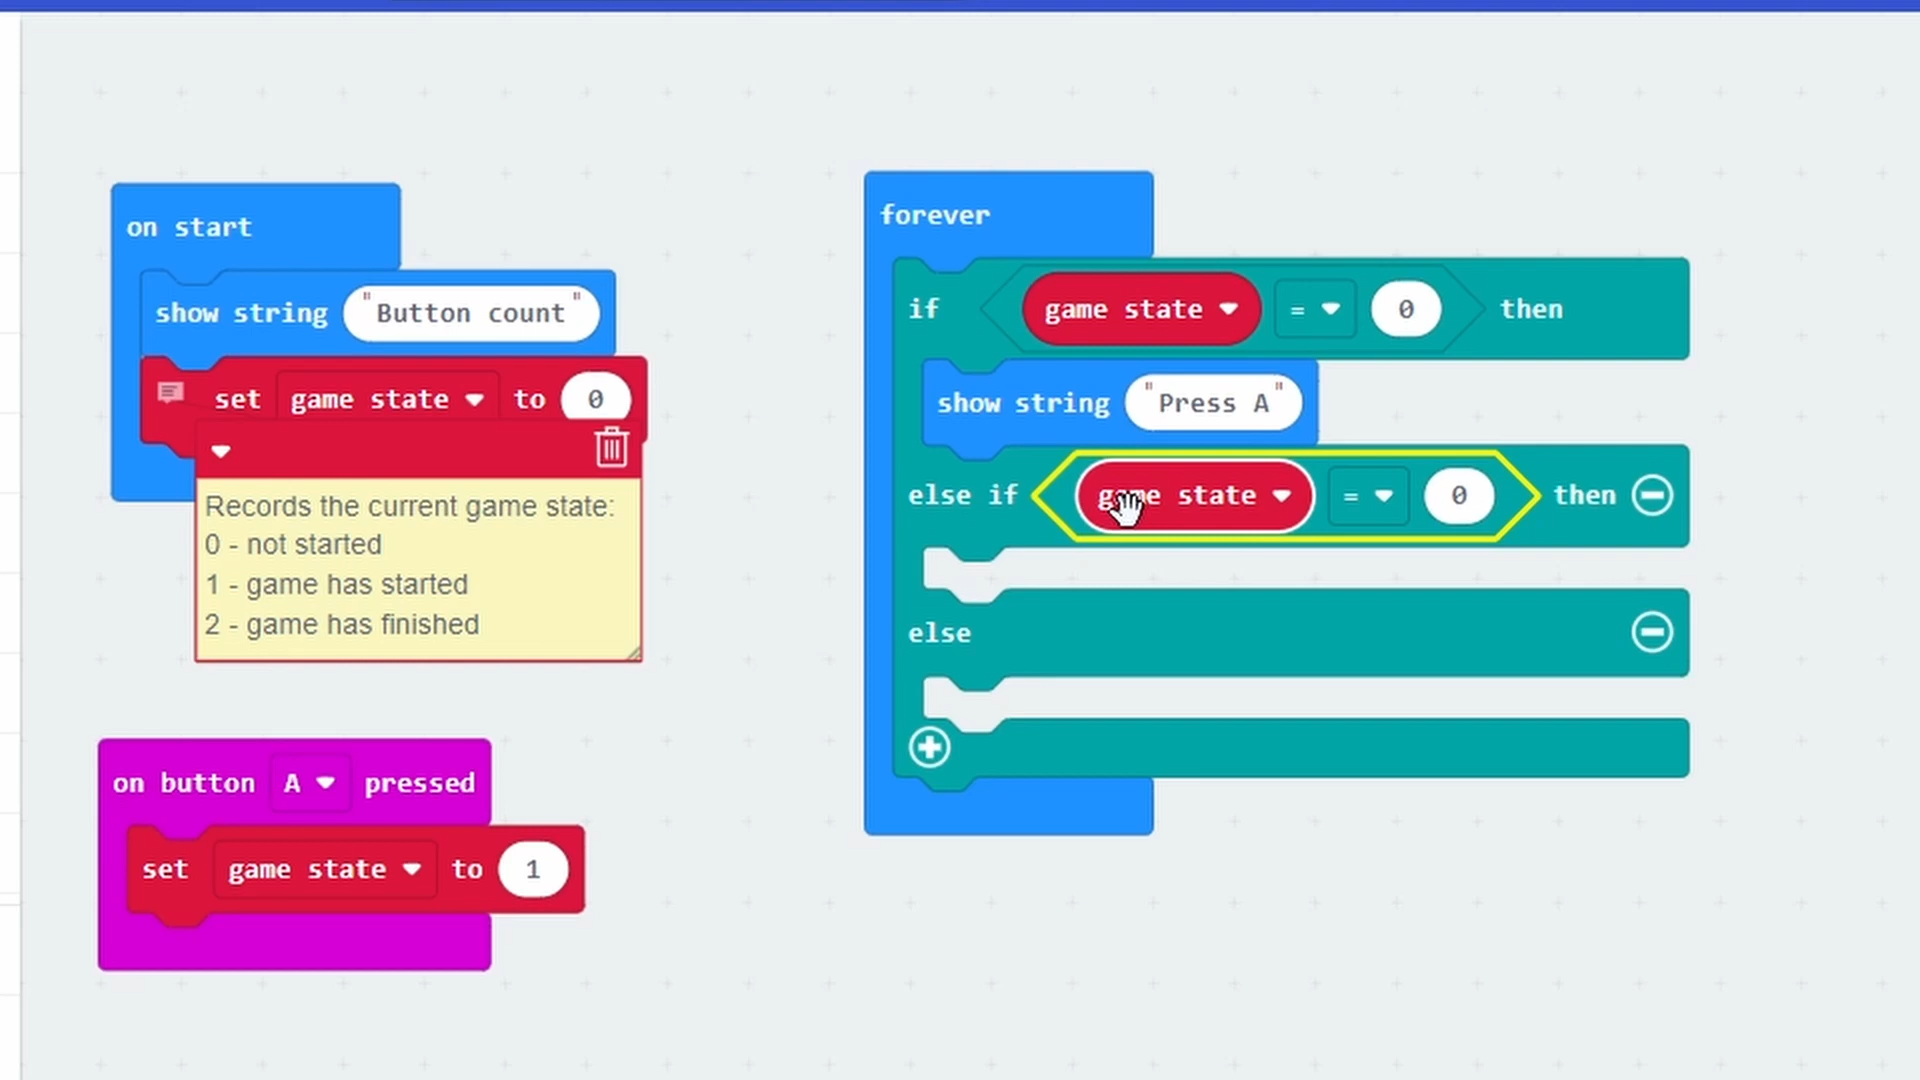 on start
show string "Button count"
set game state to 0
Records the current game state:
0 - not started
1 - game has started
2 - game has finished
on button A pressed
set game state to 1
forever
if game state = 0 then
show string "Press A"
else if game state = 0 then
else